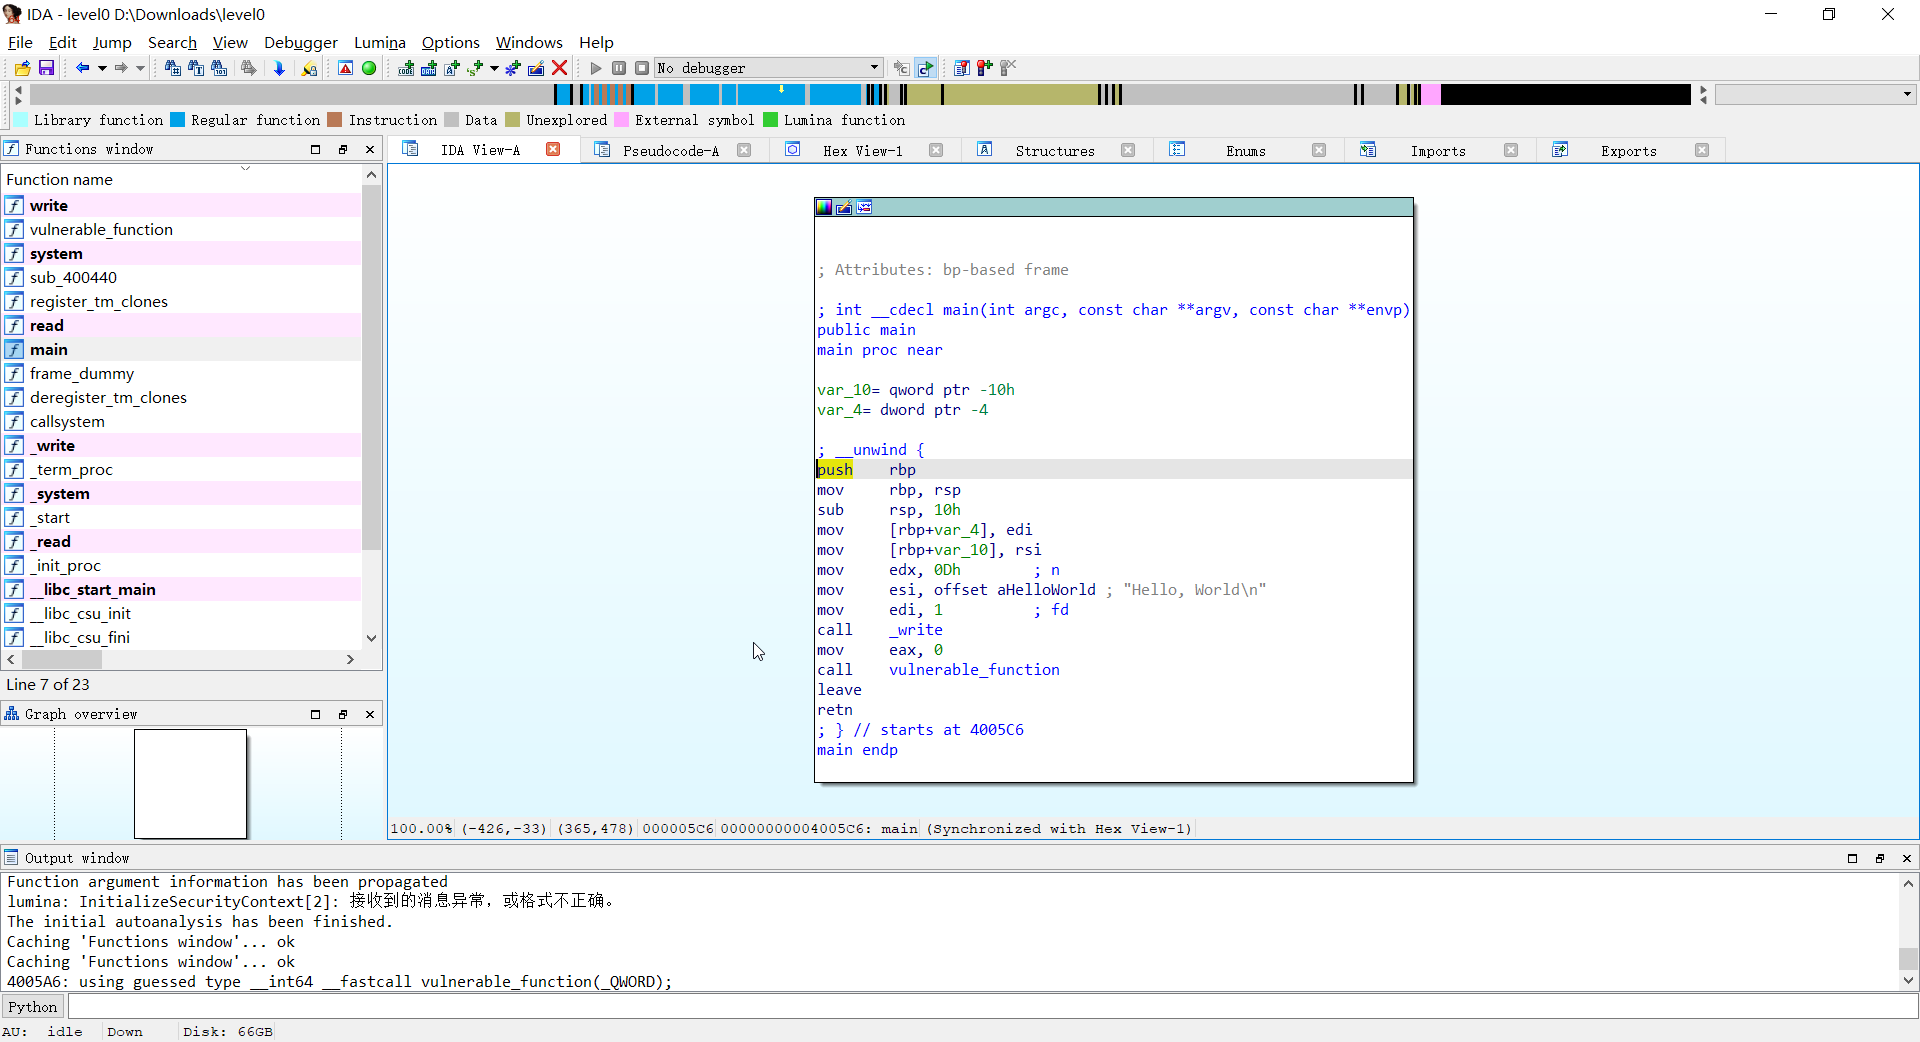 IDA - level0 D:\Downloads\level0
File Edit Jump Search View Debugger Lumina Options Windows Help
No debugger
Library function Regular function Instruction Data Unexplored External symbol Lumina function
Functions window
IDA View-A Pseudocode-A Hex View-1 Structures Enums Imports Exports
Function name
write
vulnerable_function
system
sub_400440
register_tm_clones
read
main
frame_dummy
deregister_tm_clones
callsystem
_write
_term_proc
_system
_start
_read
_init_proc
__libc_start_main
__libc_csu_init
__libc_csu_fini
Line 7 of 23
Graph overview
; Attributes: bp-based frame
; int __cdecl main(int argc, const char **argv, const char **envp)
public main
main proc near
var_10= qword ptr -10h
var_4= dword ptr -4
; __unwind {
push rbp
mov rbp, rsp
sub rsp, 10h
mov [rbp+var_4], edi
mov [rbp+var_10], rsi
mov edx, 0Dh ; n
mov esi, offset aHelloWorld ; "Hello, World\n"
mov edi, 1 ; fd
call _write
mov eax, 0
call vulnerable_function
leave
retn
; } // starts at 4005C6
main endp
100.00% (-426,-33) (365,478) 000005C6 00000000004005C6: main (Synchronized with Hex View-1)
Output window
Function argument information has been propagated
lumina: InitializeSecurityContext[2]: 接收到的消息异常，或格式不正确。
The initial autoanalysis has been finished.
Caching 'Functions window'... ok
Caching 'Functions window'... ok
4005A6: using guessed type __int64 __fastcall vulnerable_function(_QWORD);
Python
AU: idle Down Disk: 66GB